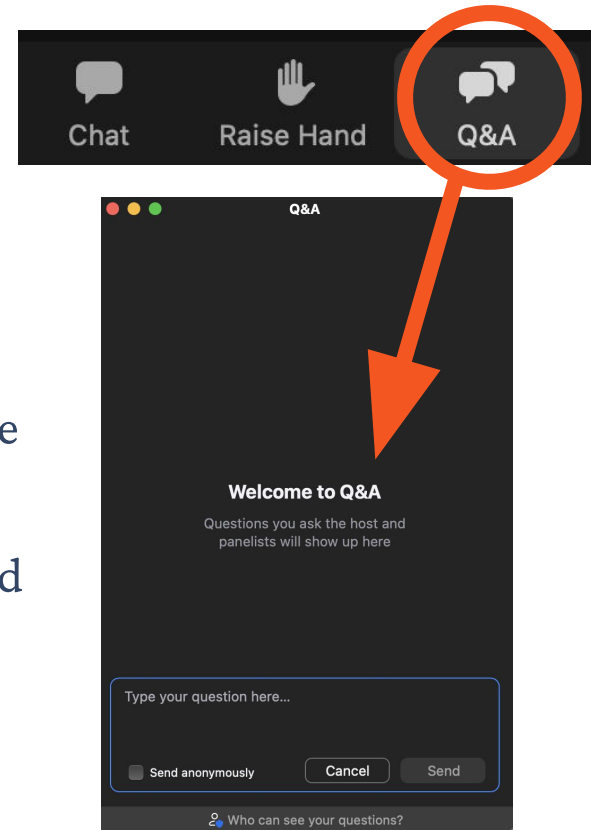 Chat Raise Hand Q&A
Q&A
e
Welcome to Q&A
Questions you ask the host and
panelists will show up here
d
Type your question here...
Send anonymously Cancel Send
Who can see your questions?